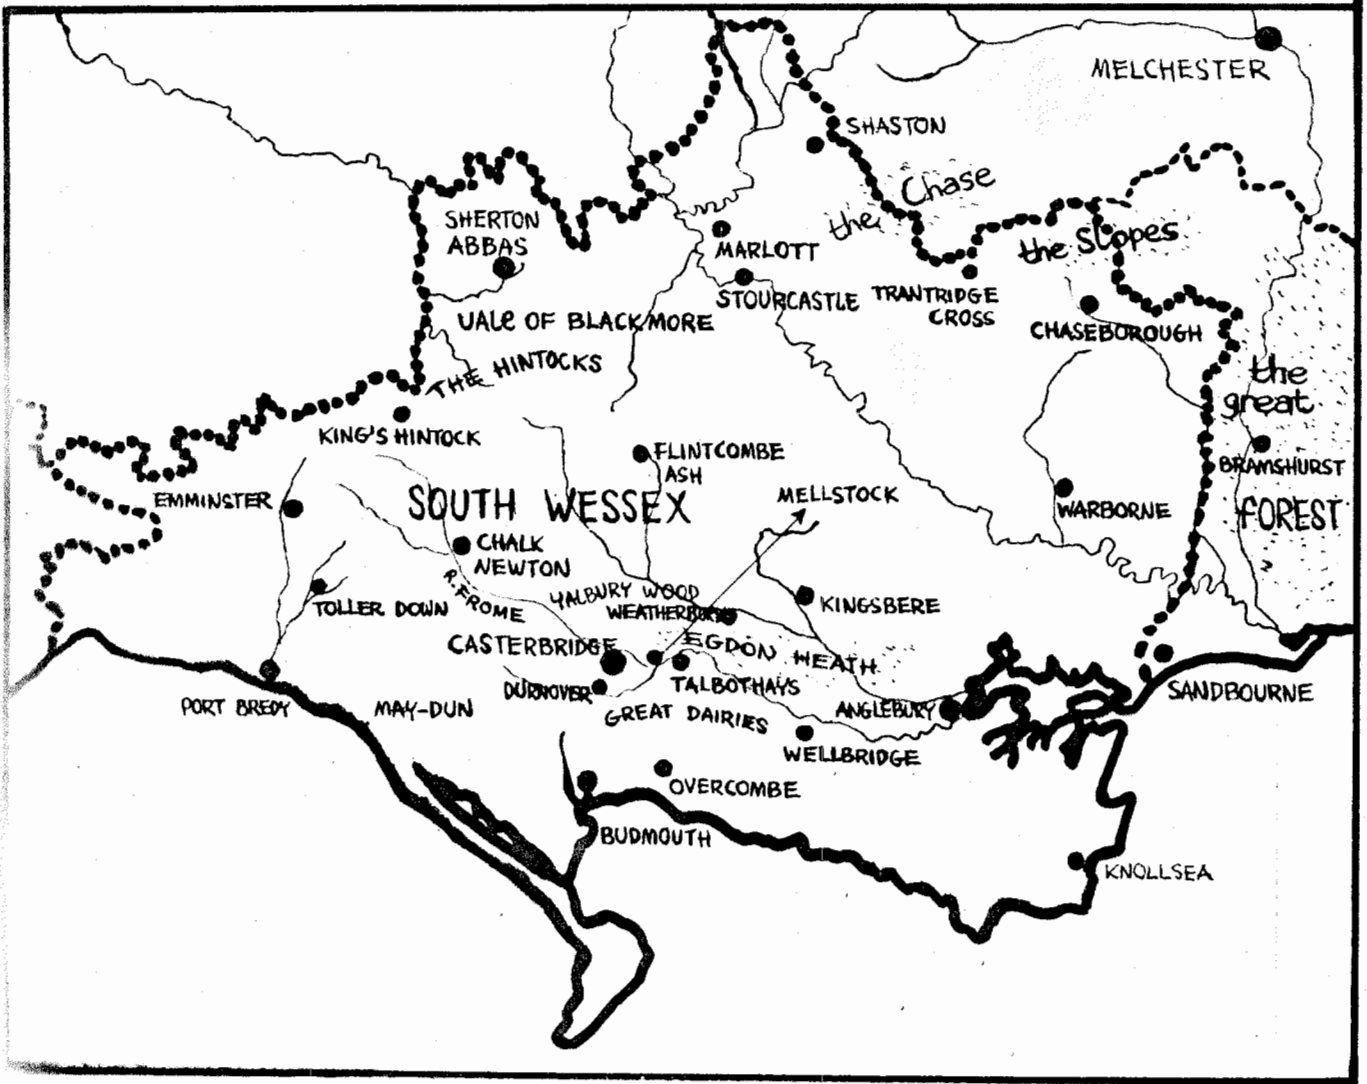 MELCHESTER
SHASTON
the Chase
SHERTON
ABBAS
MARLOTT
the Slopes
STOURCASTLE
TRANTRIDGE
CROSS
VALE OF BLACKMORE
CHASEBOROUGH
THE HINTOCKS
the
great
FOREST
KING'S HINTOCK
FLINTCOMBE
ASH
BRAMSHURST
EMMINSTER
SOUTH WESSEX
MELLSTOCK
WARBORNE
CHALK
NEWTON
R. FROME
YALBURY WOOD
TOLLER DOWN
WEATHERBURY
KINGSBERE
CASTERBRIDGE
EGDON HEATH
DURNOVER
TALBOTHAYS
SANDBOURNE
PORT BREDY
MAY-DUN
GREAT DAIRIES
ANGLEBURY
WELLBRIDGE
OVERCOMBE
BUDMOUTH
KNOLLSEA